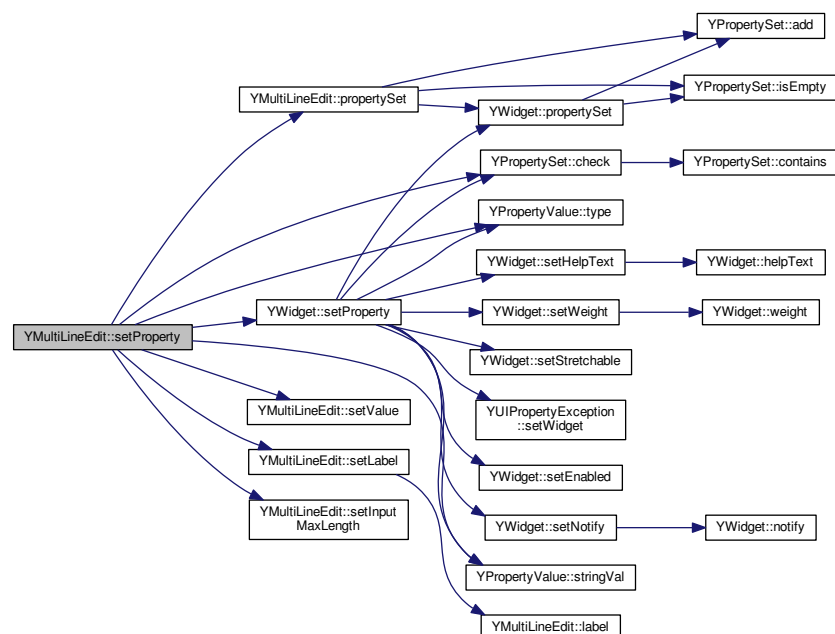 YPropertySet::add
YMultiLineEdit::propertySet
YPropertySet::isEmpty
YWidget::propertySet
YPropertySet::check
YPropertySet::contains
YPropertyValue::type
YWidget::setHelpText
YWidget::helpText
YWidget::setProperty
YWidget::setWeight
YWidget::weight
YMultiLineEdit::setProperty
YWidget::setStretchable
YMultiLineEdit::setValue
YUIPropertyException
::setWidget
YMultiLineEdit::setLabel
YWidget::setEnabled
YMultiLineEdit::setInput
MaxLength
YWidget::setNotify
YWidget::notify
YPropertyValue::stringVal
YMultiLineEdit::label